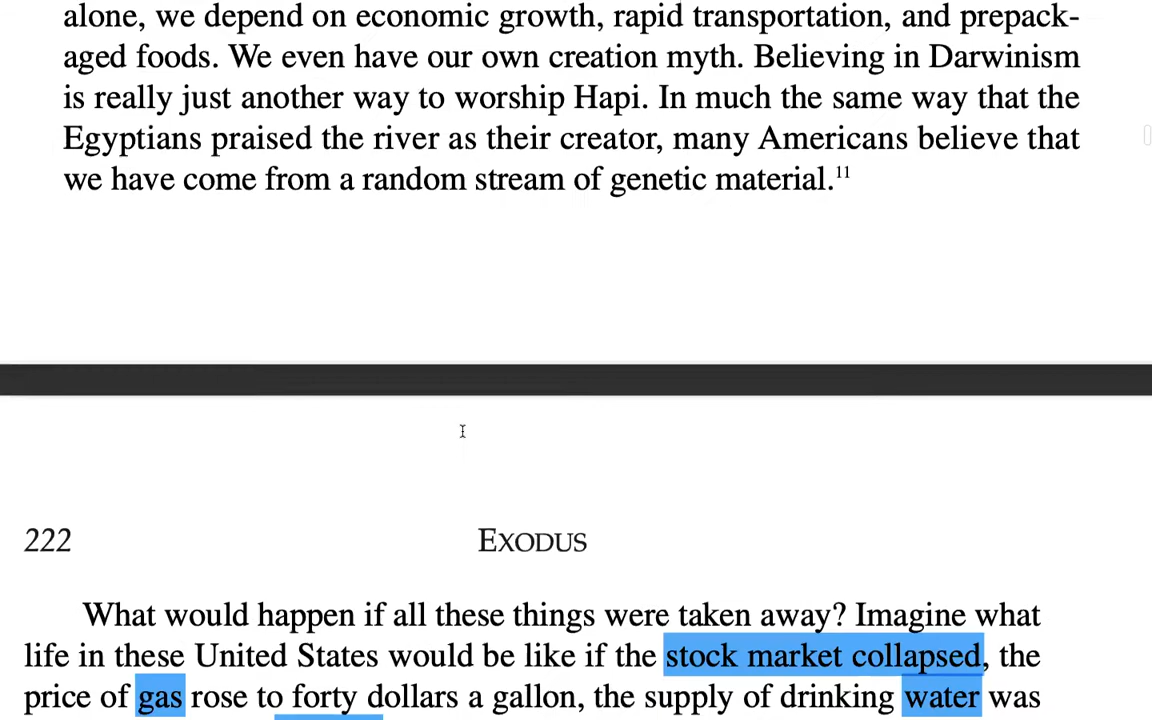 alone, we depend on economic growth, rapid transportation, and prepack-
aged foods. We even have our own creation myth. Believing in Darwinism
is really just another way to worship Hapi. In much the same way that the
Egyptians praised the river as their creator, many Americans believe that
we have come from a random stream of genetic material.11
222 EXODUS
What would happen if all these things were taken away? Imagine what
life in these United States would be like if the stock market collapsed, the
price of gas rose to forty dollars a gallon, the supply of drinking water was